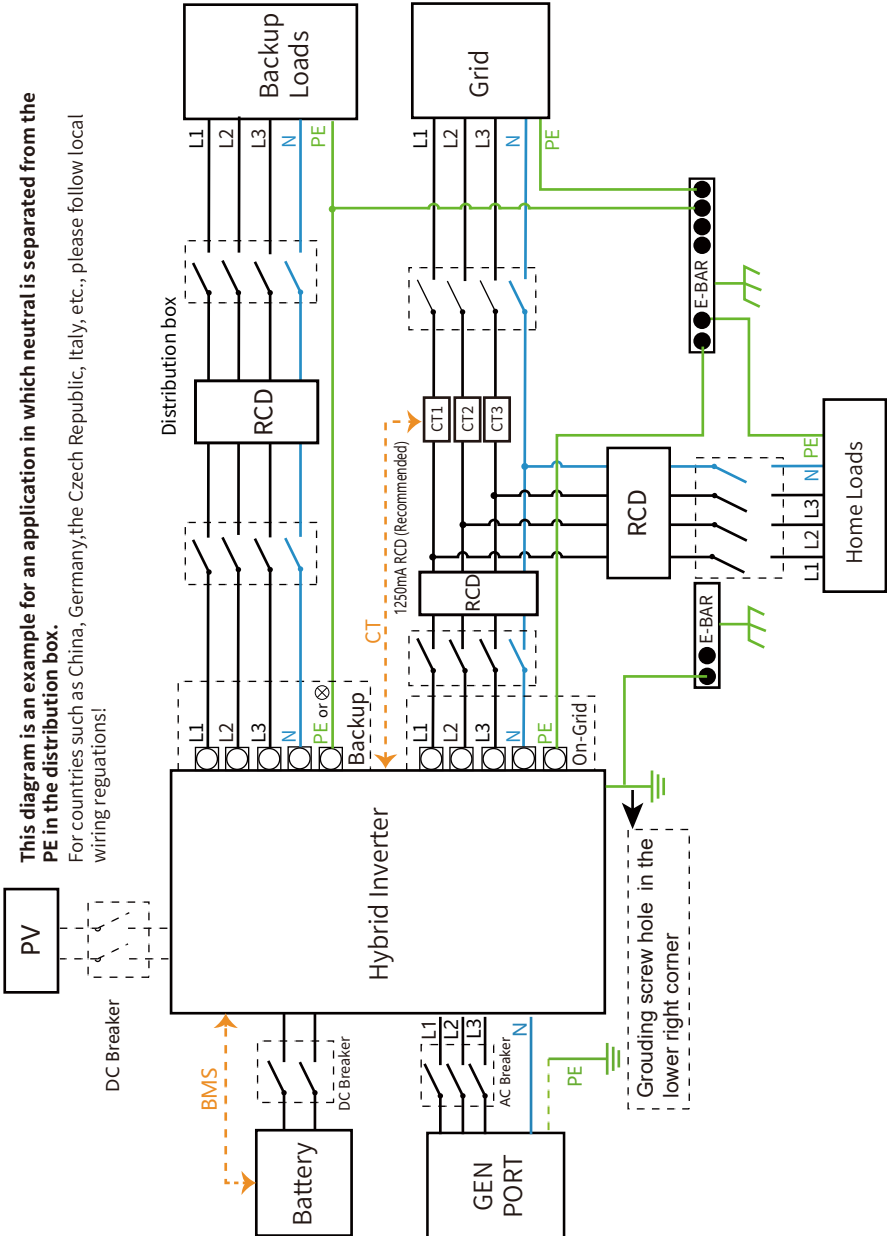 This diagram is an example for an application in which neutral is separated from the
PE in the distribution box.
For countries such as China, Germany,the Czech Republic, Italy, etc., please follow local
wiring reguations!
PV
DC Breaker
BMS
Battery
DC Breaker
Hybrid Inverter
GEN
PORT
L1
L2
L3
N
AC Breaker
PE
Grouding screw hole in the
lower right corner
L1
L2
L3
N
PE or
Backup
Distribution box
RCD
L1
L2
L3
N
PE
Backup
Loads
CT
L1
L2
L3
N
PE
On-Grid
1250mA RCD (Recommended)
RCD
CT1
CT2
CT3
L1
L2
L3
N
PE
Grid
RCD
L1
L2
L3
N
PE
Home Loads
E-BAR
E-BAR